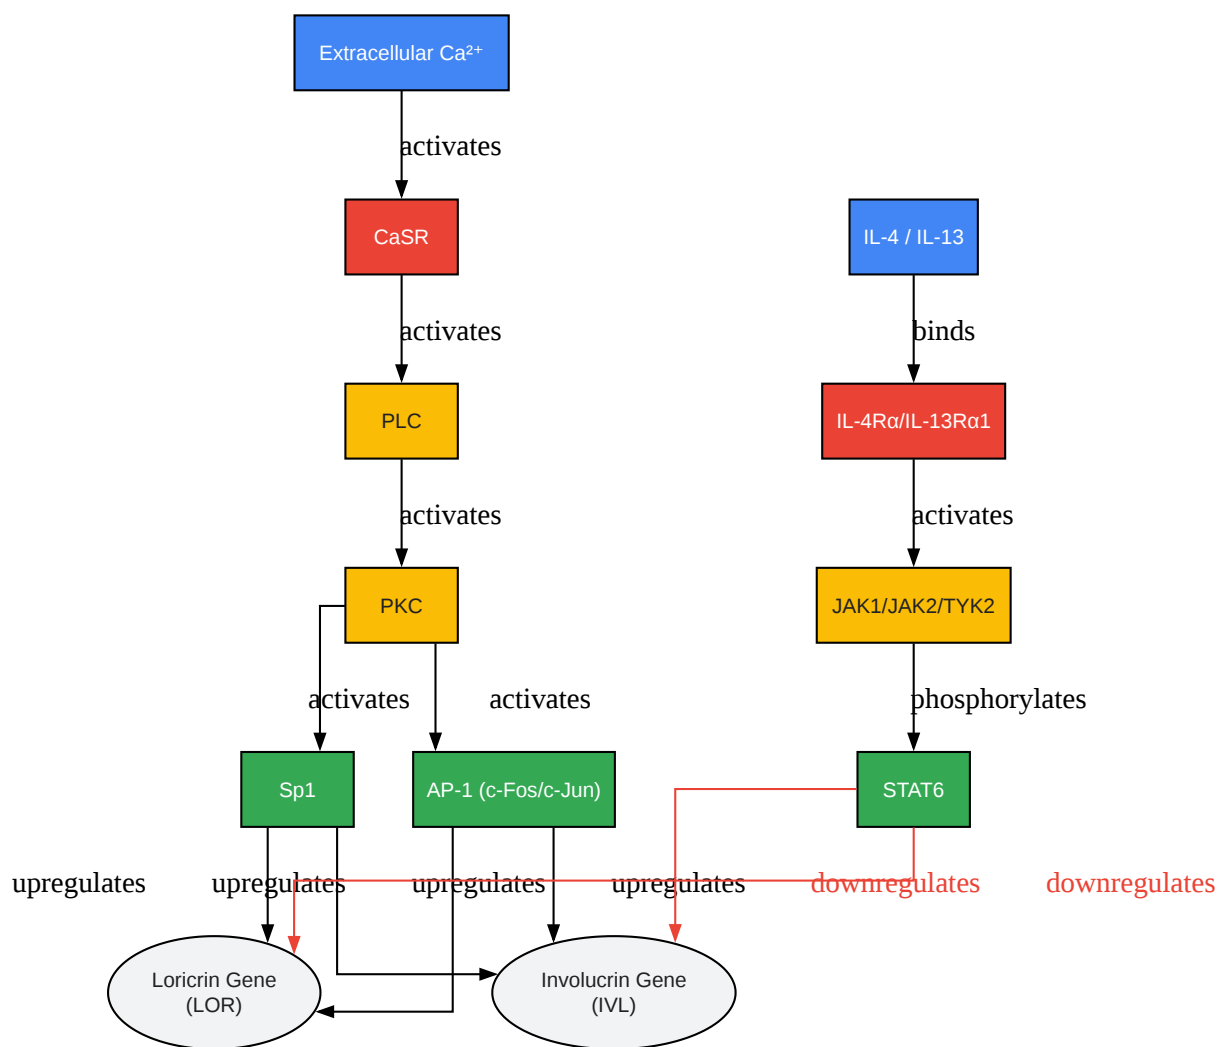 Extracellular Ca²⁺
activates
CaSR
IL-4 / IL-13
activates
binds
PLC
IL-4Rα/IL-13Rα1
activates
activates
PKC
JAK1/JAK2/TYK2
activates
activates
phosphorylates
Sp1
AP-1 (c-Fos/c-Jun)
STAT6
upregulates
upregulates
upregulates
upregulates
downregulates
downregulates
Loricrin Gene
(LOR)
Involucrin Gene
(IVL)